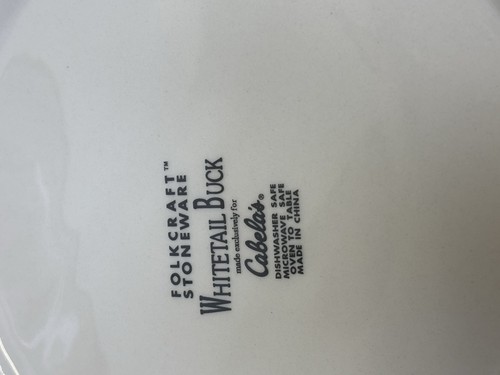 FOLKCRAFT™
STONEWARE
WHITETAIL BUCK
made exclusively for
Cabela's®
DISHWASHER SAFE
MICROWAVE SAFE
OVEN TO TABLE
MADE IN CHINA